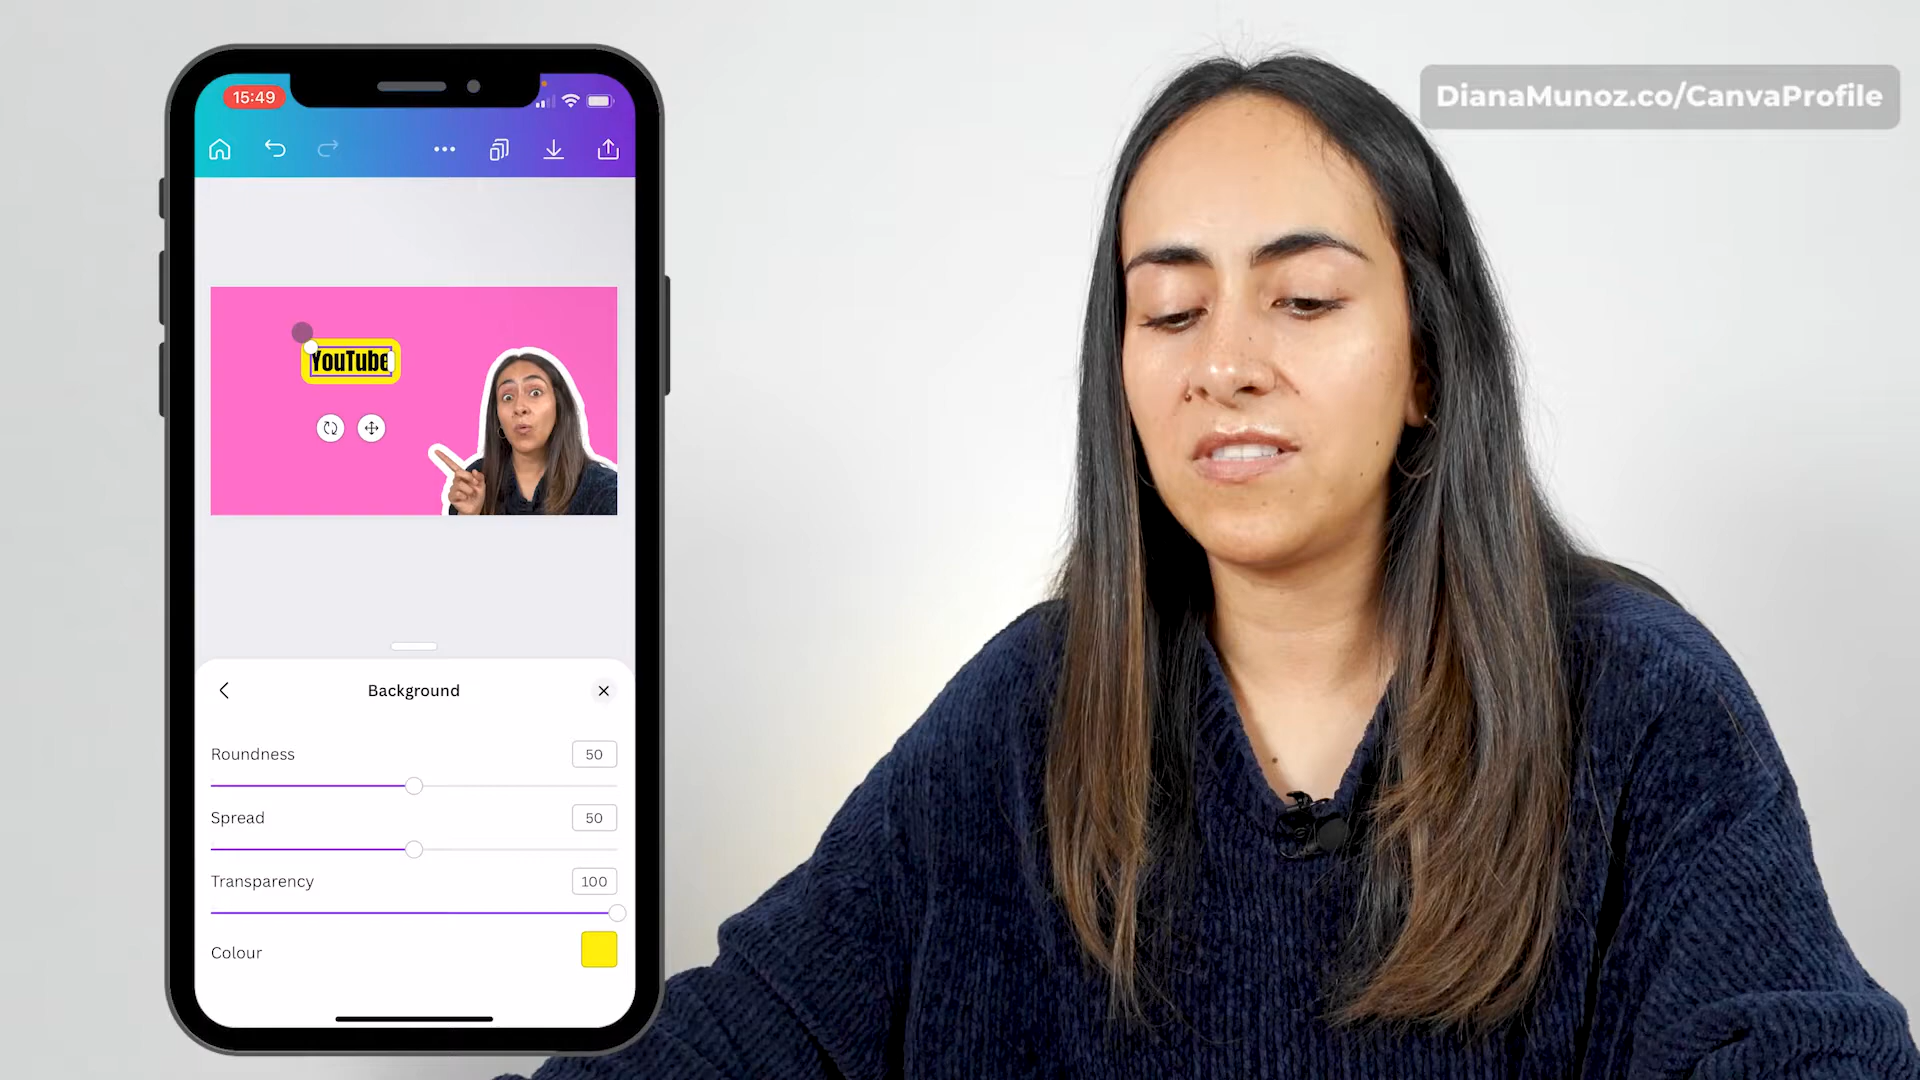 DianaMunoz.co/CanvaProfile
15:49
YouTube
Background
Roundness
50
Spread
50
Transparency
100
Colour